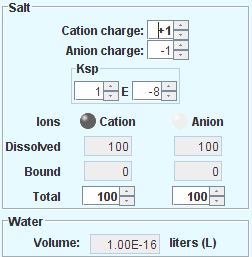 Salt
Cation charge: +1
Anion charge: -1
Ksp
1 E -8
Ions Cation Anion
Dissolved 100 100
Bound 0 0
Total 100 100
Water
Volume: 1.00E-16 liters (L)